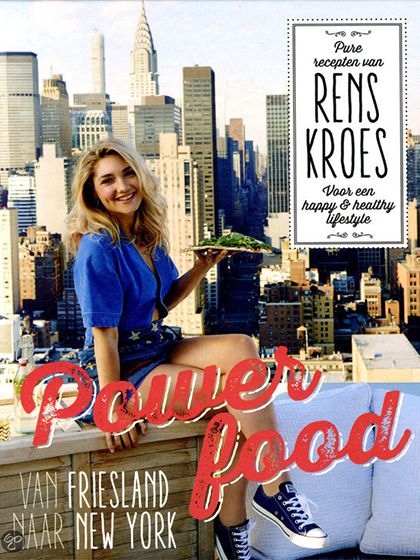 Pure
recepten van
RENS
KROES
Voor een
happy & healthy
lifestyle
Power
food
VAN FRIESLAND
NAAR NEW YORK